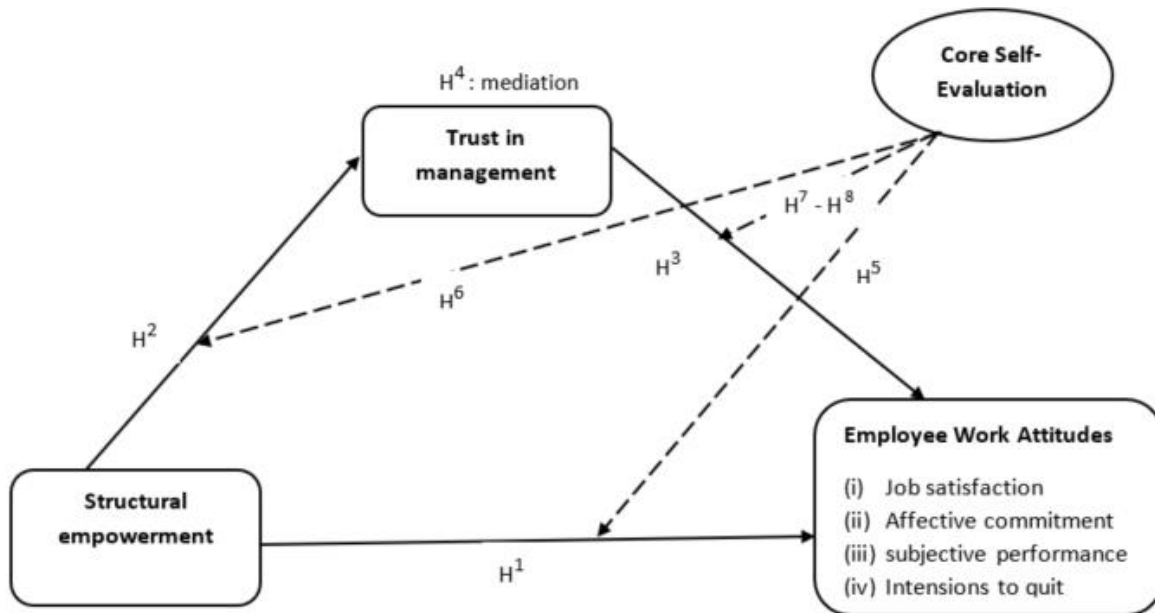 Core Self-
Evaluation
H⁴ : mediation
Trust in
management
H⁷ - H⁸
H³
H⁵
H⁶
H²
Employee Work Attitudes
(i) Job satisfaction
(ii) Affective commitment
(iii) subjective performance
(iv) Intensions to quit
Structural
empowerment
H¹